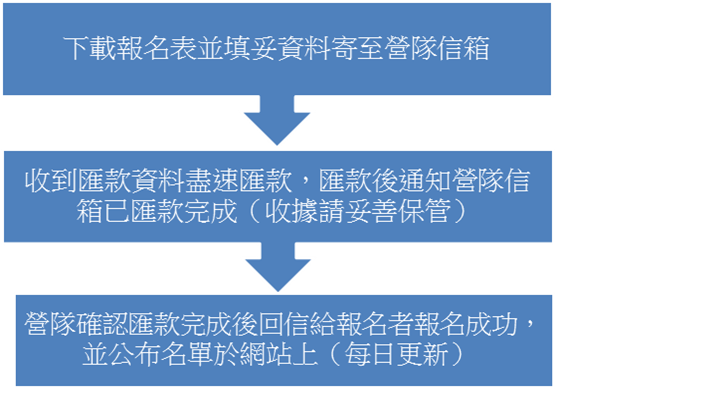 下載報名表並填妥資料寄至營隊信箱
收到匯款資料盡速匯款，匯款後通知營隊信
箱已匯款完成（收據請妥善保管）
營隊確認匯款完成後回信給報名者報名成功，
並公布名單於網站上（每日更新）